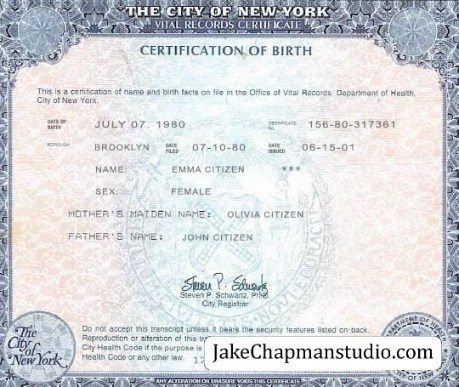 THE CITY OF NEW YORK
VITAL RECORDS CERTIFICATE
CERTIFICATION OF BIRTH
This is a certification of name and birth facts on file in the Office of Vital Records, Department of Health,
City of New York.
DATE OF BIRTH JULY 07. 1980 CERTIFICATE NO. 156-80-317361
BOROUGH BROOKLYN DATE FILED 07-10-80 DATE ISSUED 06-15-01
NAME: EMMA CITIZEN ***
SEX: FEMALE
MOTHER'S MAIDEN NAME: OLIVIA CITIZEN
FATHER'S NAME: JOHN CITIZEN
Steven P. Schwartz
Steven P. Schwartz, PhD
City Registrar
The City of New York
Do not accept this transcript unless it bears the security features listed on back.
Reproduction or alteration of this
City Health Code if the purpose is
Health Code or any other law.
JakeChapmanstudio.com
ANY ALTERATION OR ERASURE VOIDS THIS CERTIFICATE